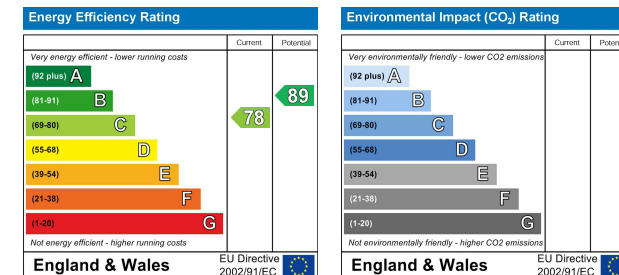 Energy Efficiency Rating
Current Potential
Very energy efficient - lower running costs
(92 plus) A
(81-91) B
(69-80) C
(55-68) D
(39-54) E
(21-38) F
(1-20) G
78
89
Not energy efficient - higher running costs
England & Wales
EU Directive
2002/91/EC
Environmental Impact (CO₂) Rating
Current Poten
Very environmentally friendly - lower CO2 emissions
(92 plus) A
(81-91) B
(69-80) C
(55-68) D
(39-54) E
(21-38) F
(1-20) G
Not environmentally friendly - higher CO2 emissions
England & Wales
EU Directive
2002/91/EC